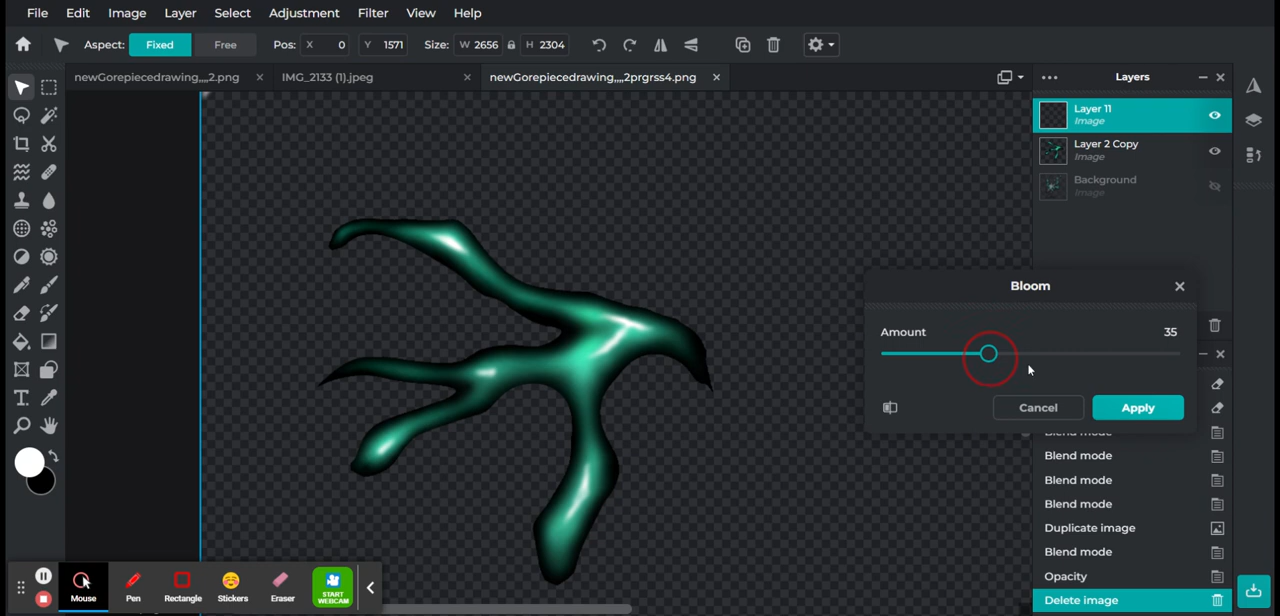 File Edit Image Layer Select Adjustment Filter View Help
Aspect: Fixed Free Pos: X 0 Y 1571 Size: W 2656 H 2304
newGorepiecedrawing,,,,2.png IMG_2133 (1).jpeg newGorepiecedrawing,,,,2prgrss4.png
Layers
Layer 11
Image
Layer 2 Copy
Image
Background
Image
Bloom
Amount 35
Cancel Apply
Blend mode
Blend mode
Blend mode
Blend mode
Duplicate image
Blend mode
Opacity
Delete image
Mouse Pen Rectangle Stickers Eraser START
WEBCAM